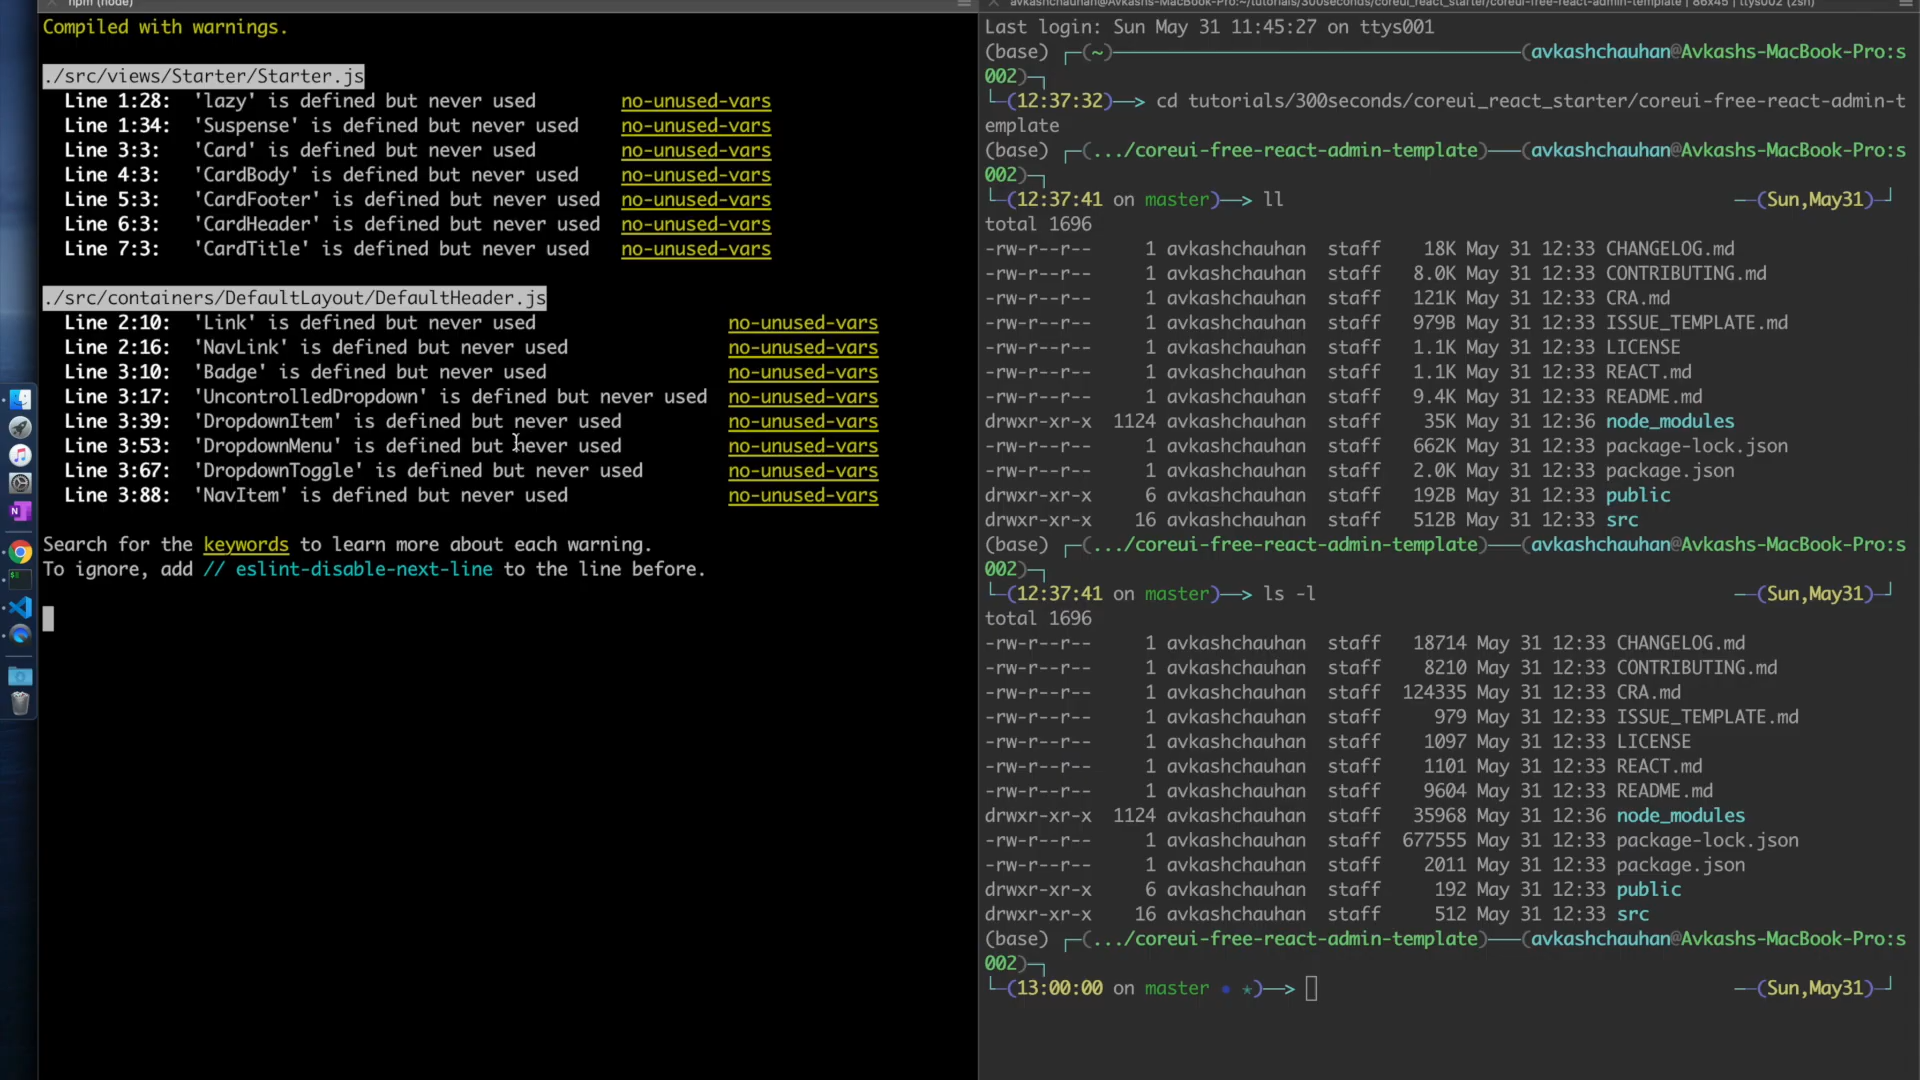 npm (node)
Compiled with warnings.
./src/views/Starter/Starter.js
Line 1:28:  'lazy' is defined but never used  no-unused-vars
Line 1:34:  'Suspense' is defined but never used  no-unused-vars
Line 3:3:  'Card' is defined but never used  no-unused-vars
Line 4:3:  'CardBody' is defined but never used  no-unused-vars
Line 5:3:  'CardFooter' is defined but never used  no-unused-vars
Line 6:3:  'CardHeader' is defined but never used  no-unused-vars
Line 7:3:  'CardTitle' is defined but never used  no-unused-vars
./src/containers/DefaultLayout/DefaultHeader.js
Line 2:10:  'Link' is defined but never used  no-unused-vars
Line 2:16:  'NavLink' is defined but never used  no-unused-vars
Line 3:10:  'Badge' is defined but never used  no-unused-vars
Line 3:17:  'UncontrolledDropdown' is defined but never used  no-unused-vars
Line 3:39:  'DropdownItem' is defined but never used  no-unused-vars
Line 3:53:  'DropdownMenu' is defined but never used  no-unused-vars
Line 3:67:  'DropdownToggle' is defined but never used  no-unused-vars
Line 3:88:  'NavItem' is defined but never used  no-unused-vars
Search for the keywords to learn more about each warning.
To ignore, add // eslint-disable-next-line to the line before.
avkashchauhan@Avkashs-MacBook-Pro:~/tutorials/300seconds/coreui_react_starter/coreui-free-react-admin-template | 86x45 | ttys002 (zsh)
Last login: Sun May 31 11:45:27 on ttys001
(base) ┌─(~)──────(avkashchauhan@Avkashs-MacBook-Pro:s
002)─┐
└─(12:37:32)──> cd tutorials/300seconds/coreui_react_starter/coreui-free-react-admin-t
emplate
(base) ┌─(.../coreui-free-react-admin-template)──(avkashchauhan@Avkashs-MacBook-Pro:s
002)─┐
└─(12:37:41 on master)──> ll  ──(Sun,May31)─┘
total 1696
-rw-r--r--  1 avkashchauhan  staff  18K May 31 12:33 CHANGELOG.md
-rw-r--r--  1 avkashchauhan  staff  8.0K May 31 12:33 CONTRIBUTING.md
-rw-r--r--  1 avkashchauhan  staff  121K May 31 12:33 CRA.md
-rw-r--r--  1 avkashchauhan  staff  979B May 31 12:33 ISSUE_TEMPLATE.md
-rw-r--r--  1 avkashchauhan  staff  1.1K May 31 12:33 LICENSE
-rw-r--r--  1 avkashchauhan  staff  1.1K May 31 12:33 REACT.md
-rw-r--r--  1 avkashchauhan  staff  9.4K May 31 12:33 README.md
drwxr-xr-x  1124 avkashchauhan  staff  35K May 31 12:36 node_modules
-rw-r--r--  1 avkashchauhan  staff  662K May 31 12:33 package-lock.json
-rw-r--r--  1 avkashchauhan  staff  2.0K May 31 12:33 package.json
drwxr-xr-x  6 avkashchauhan  staff  192B May 31 12:33 public
drwxr-xr-x  16 avkashchauhan  staff  512B May 31 12:33 src
(base) ┌─(.../coreui-free-react-admin-template)──(avkashchauhan@Avkashs-MacBook-Pro:s
002)─┐
└─(12:37:41 on master)──> ls -l  ──(Sun,May31)─┘
total 1696
-rw-r--r--  1 avkashchauhan  staff  18714 May 31 12:33 CHANGELOG.md
-rw-r--r--  1 avkashchauhan  staff  8210 May 31 12:33 CONTRIBUTING.md
-rw-r--r--  1 avkashchauhan  staff  124335 May 31 12:33 CRA.md
-rw-r--r--  1 avkashchauhan  staff  979 May 31 12:33 ISSUE_TEMPLATE.md
-rw-r--r--  1 avkashchauhan  staff  1097 May 31 12:33 LICENSE
-rw-r--r--  1 avkashchauhan  staff  1101 May 31 12:33 REACT.md
-rw-r--r--  1 avkashchauhan  staff  9604 May 31 12:33 README.md
drwxr-xr-x  1124 avkashchauhan  staff  35968 May 31 12:36 node_modules
-rw-r--r--  1 avkashchauhan  staff  677555 May 31 12:33 package-lock.json
-rw-r--r--  1 avkashchauhan  staff  2011 May 31 12:33 package.json
drwxr-xr-x  6 avkashchauhan  staff  192 May 31 12:33 public
drwxr-xr-x  16 avkashchauhan  staff  512 May 31 12:33 src
(base) ┌─(.../coreui-free-react-admin-template)──(avkashchauhan@Avkashs-MacBook-Pro:s
002)─┐
└─(13:00:00 on master ● ★)──>  ──(Sun,May31)─┘